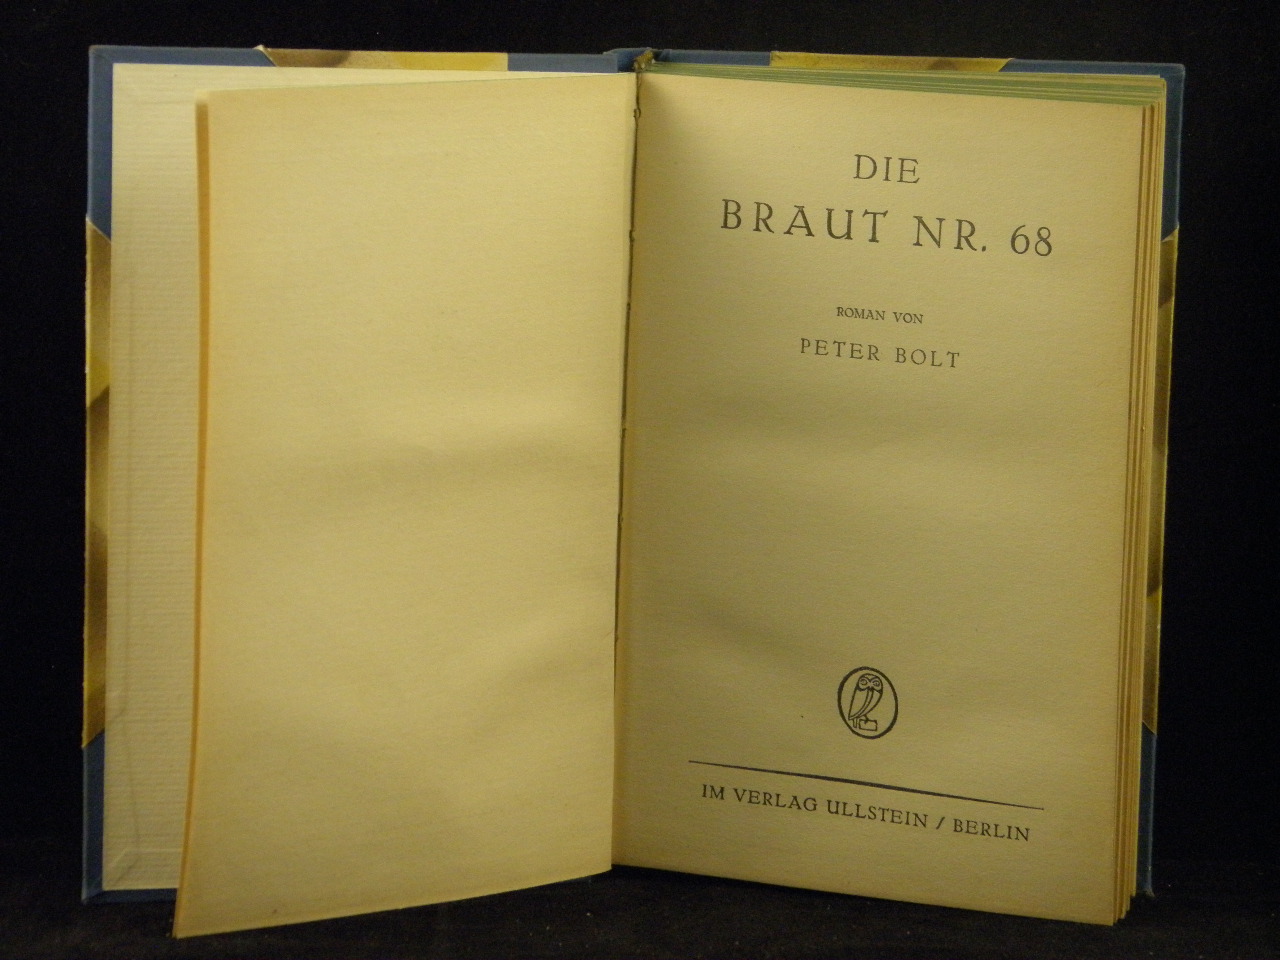 DIE
BRAUT NR. 68
ROMAN VON
PETER BOLT
IM VERLAG ULLSTEIN / BERLIN